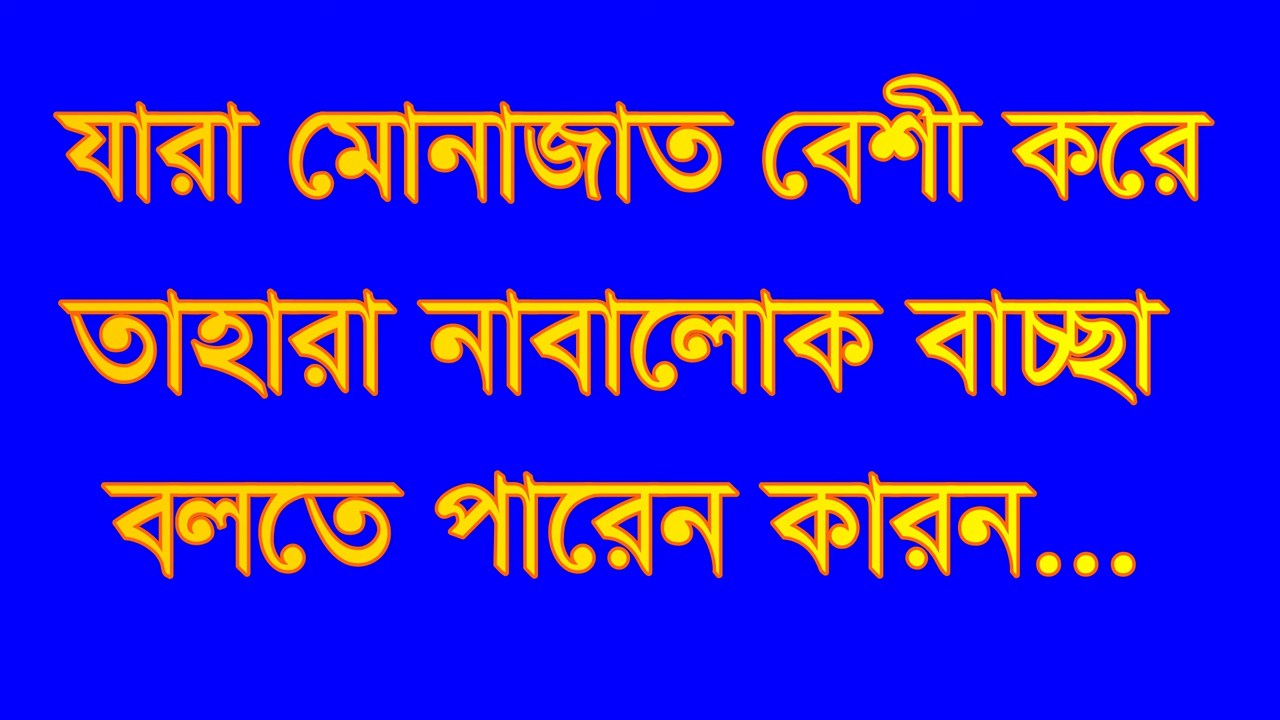 যারা মোনাজাত বেশী করে
তাহারা নাবালোক বাচ্ছা
বলতে পারেন কারন...